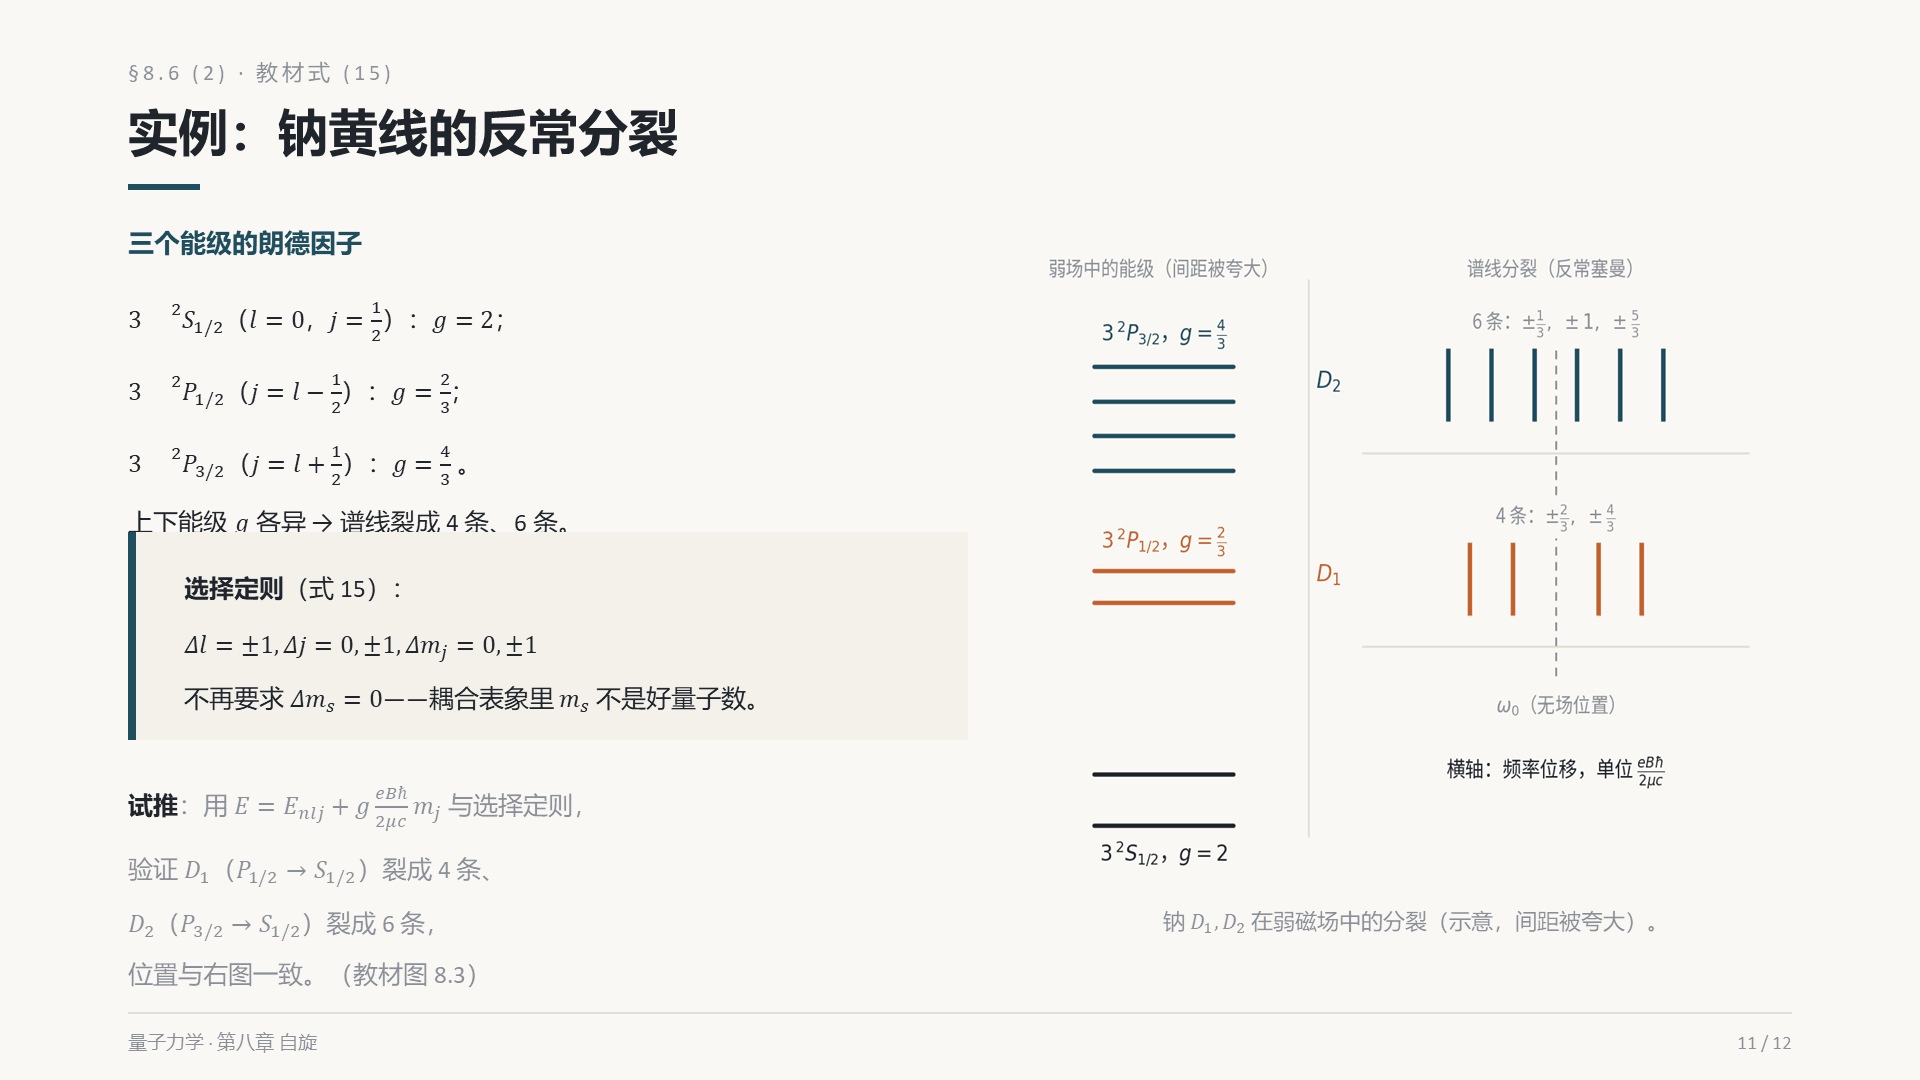 §8.6 (2) · 教材式 (15)
实例：钠黄线的反常分裂
三个能级的朗德因子
3 ²S₁/₂（l = 0，j = 1/2）：g = 2；
3 ²P₁/₂（j = l − 1/2）：g = 2/3；
3 ²P₃/₂（j = l + 1/2）：g = 4/3。
上下能级 g 各异 → 谱线裂成 4 条、6 条。
选择定则（式 15）：
Δl = ±1, Δj = 0, ±1, Δm_j = 0, ±1
不再要求 Δm_s = 0——耦合表象里 m_s 不是好量子数。
试推：用 E = E_nlj + g eBħ/2μc m_j 与选择定则，
验证 D₁（P₁/₂ → S₁/₂）裂成 4 条、
D₂（P₃/₂ → S₁/₂）裂成 6 条，
位置与右图一致。（教材图 8.3）
弱场中的能级（间距被夸大）
3 ²P₃/₂，g = 4/3
3 ²P₁/₂，g = 2/3
3 ²S₁/₂，g = 2
谱线分裂（反常塞曼）
6 条：±1/3，±1，±5/3
D₂
4 条：±2/3，±4/3
D₁
ω₀（无场位置）
横轴：频率位移，单位 eBħ/2μc
钠 D₁, D₂ 在弱磁场中的分裂（示意，间距被夸大）。
量子力学 · 第八章 自旋
11 / 12